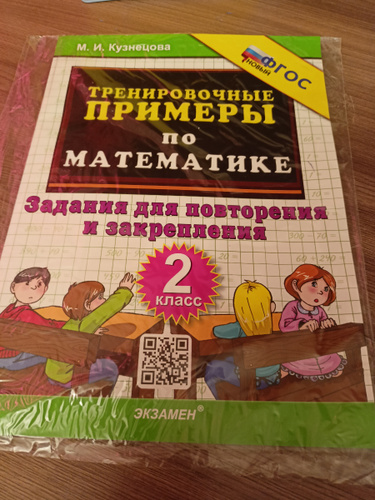 М. И. Кузнецова
НОВЫЙ ФГОС
ТРЕНИРОВОЧНЫЕ
ПРИМЕРЫ
ПО
МАТЕМАТИКЕ
Задания для повторения
и закрепления
2
класс
ЭКЗАМЕН®